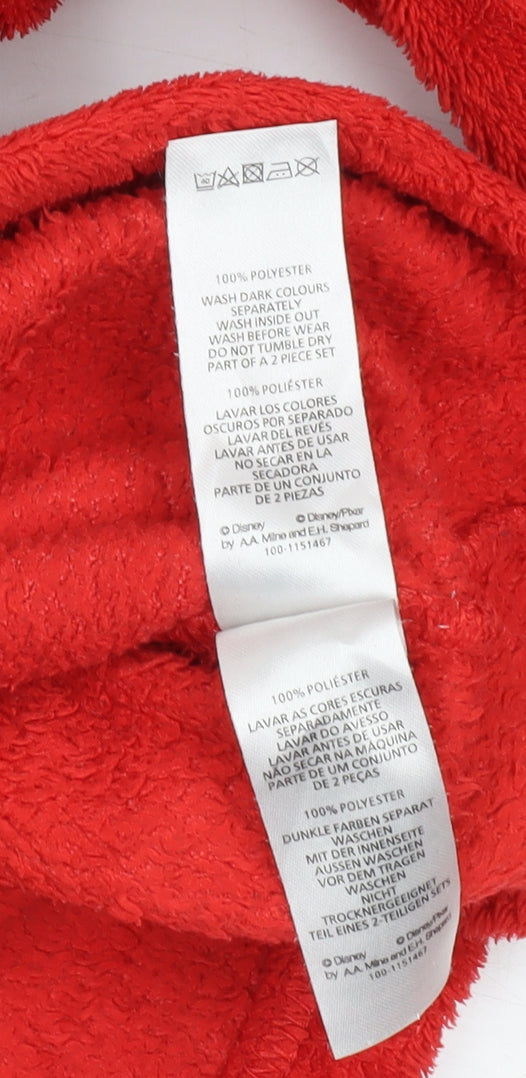 40
100% POLYESTER
WASH DARK COLOURS
SEPARATELY
WASH INSIDE OUT
WASH BEFORE WEAR
DO NOT TUMBLE DRY
PART OF A 2 PIECE SET
100% POLIÉSTER
LAVAR LOS COLORES
OSCUROS POR SEPARADO
LAVAR DEL REVÉS
LAVAR ANTES DE USAR
NO SECAR EN LA
SECADORA
PARTE DE UN CONJUNTO
DE 2 PIEZAS
© Disney © Disney/Pixar
by A.A. Milne and E.H. Shepard
100-1151467
100% POLIÉSTER
LAVAR AS CORES ESCURAS
SEPARADAMENTE
LAVAR DO AVESSO
LAVAR ANTES DE USAR
NÃO SECAR NA MÁQUINA
PARTE DE UM CONJUNTO
DE 2 PEÇAS
100% POLYESTER
DUNKLE FARBEN SEPARAT
WASCHEN
MIT DER INNENSEITE
AUSSEN WASCHEN
VOR DEM TRAGEN
WASCHEN
NICHT
TROCKNERGEEIGNET
TEIL EINES 2-TEILIGEN SETS
© Disney © Disney/Pixar
by A.A. Milne and E.H. Shepard
100-1151467